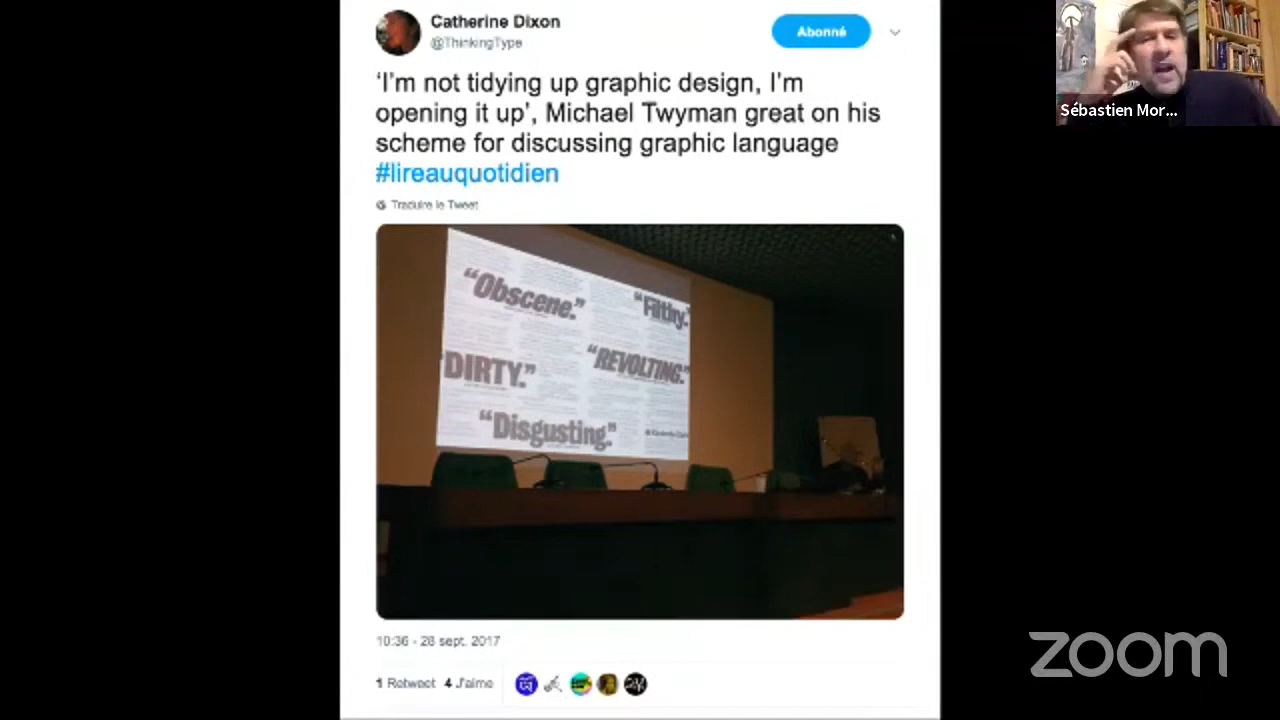 Catherine Dixon
@ThinkingType
Abonné
‘I’m not tidying up graphic design, I’m
opening it up’, Michael Twyman great on his
scheme for discussing graphic language
#lireauquotidien
Traduire le Tweet
“Obscene.”
“Filthy.”
“DIRTY.”
“REVOLTING.”
“Disgusting.”
10:36 - 28 sept. 2017
1 Retweet 4 J'aime
Sébastien Mor...
zoom